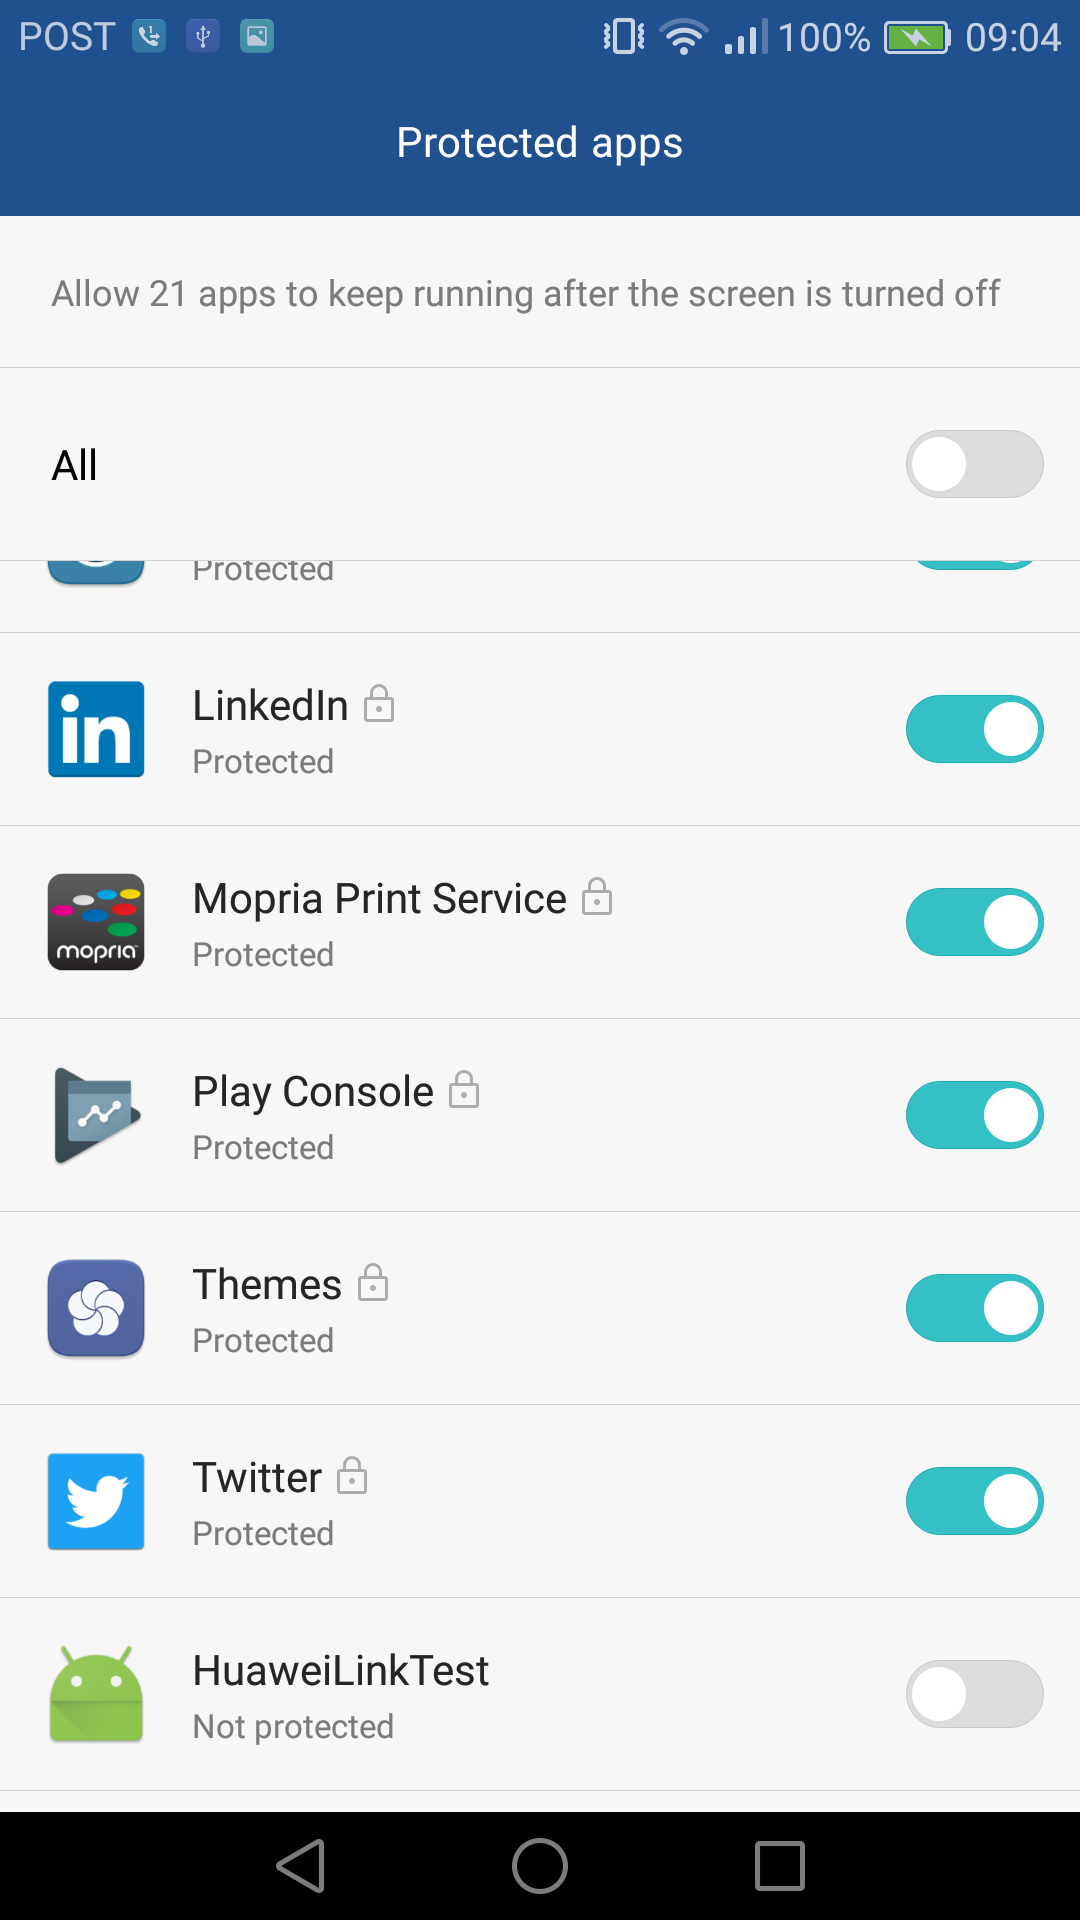 POST 100% 09:04
Protected apps
Allow 21 apps to keep running after the screen is turned off
All
Protected
LinkedIn
in
Protected
Mopria Print Service
mopria
Protected
Play Console
Protected
Themes
Protected
Twitter
Protected
HuaweiLinkTest
Not protected